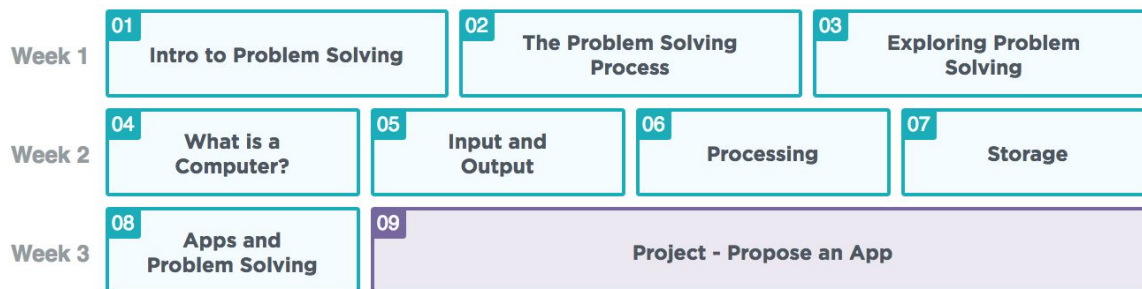 01
02
03
Week 1
Intro to Problem Solving
The Problem Solving
Process
Exploring Problem
Solving
04
05
06
07
Week 2
What is a
Computer?
Input and
Output
Processing
Storage
08
09
Week 3
Apps and
Problem Solving
Project - Propose an App